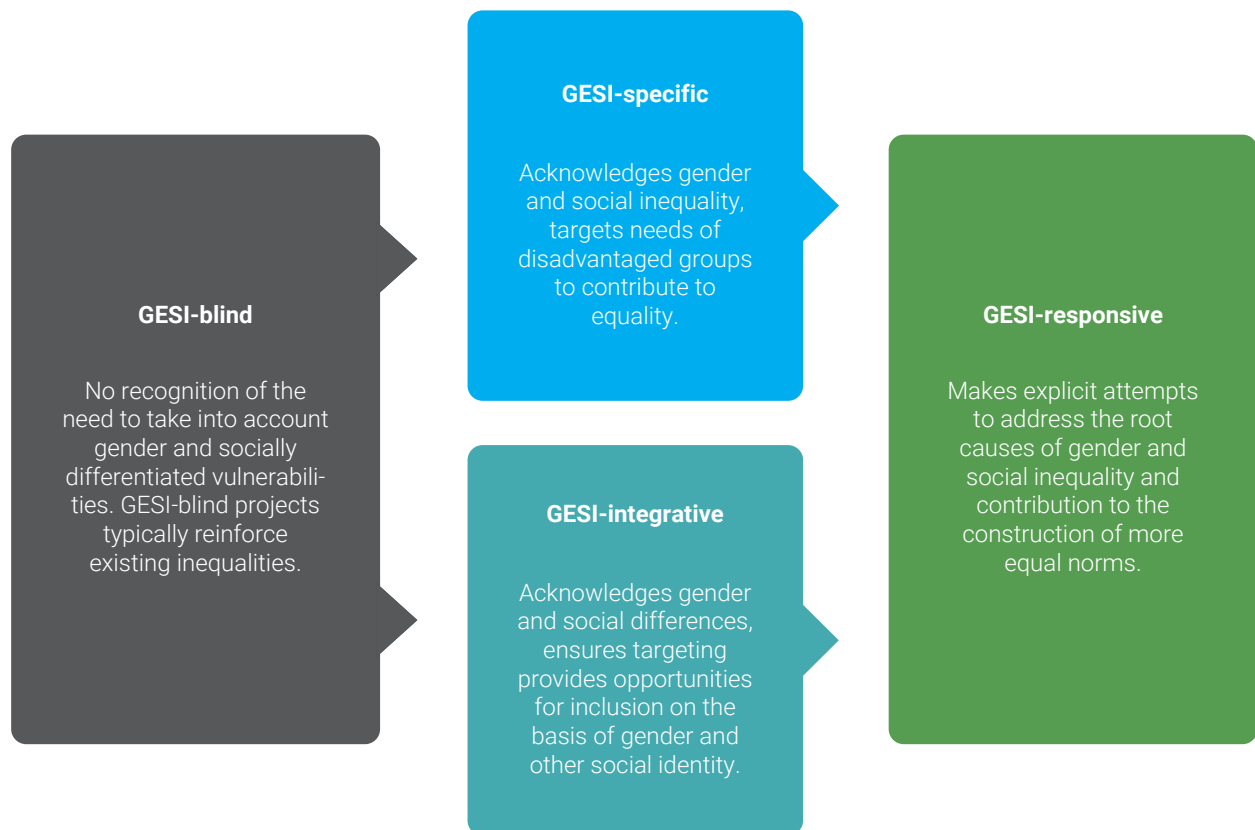 GESI-blind
No recognition of the
need to take into account
gender and socially
differentiated vulnerabili-
ties. GESI-blind projects
typically reinforce
existing inequalities.
GESI-specific
Acknowledges gender
and social inequality,
targets needs of
disadvantaged groups
to contribute to
equality.
GESI-integrative
Acknowledges gender
and social differences,
ensures targeting
provides opportunities
for inclusion on the
basis of gender and
other social identity.
GESI-responsive
Makes explicit attempts
to address the root
causes of gender and
social inequality and
contribution to the
construction of more
equal norms.